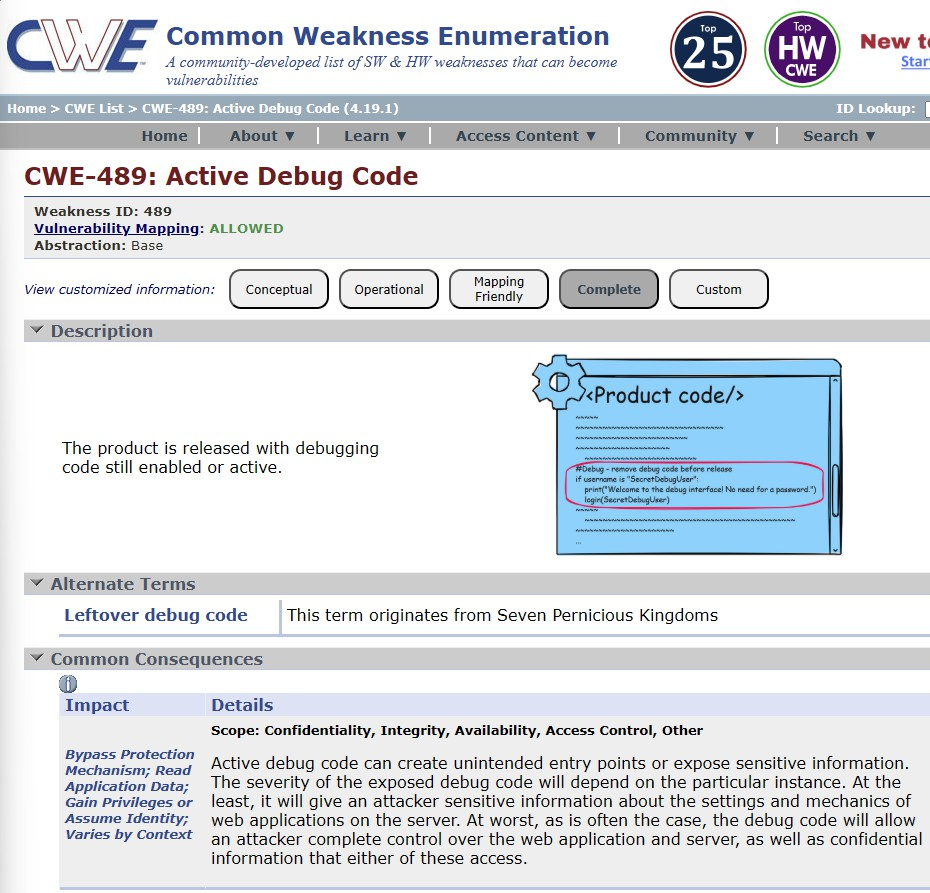 CWE
Common Weakness Enumeration
A community-developed list of SW & HW weaknesses that can become
vulnerabilities
Top
25
Top
HW
CWE
New to
Star
Home > CWE List > CWE-489: Active Debug Code (4.19.1)
ID Lookup:
Home
About ▼
Learn ▼
Access Content ▼
Community ▼
Search ▼
CWE-489: Active Debug Code
Weakness ID: 489
Vulnerability Mapping: ALLOWED
Abstraction: Base
View customized information:
Conceptual
Operational
Mapping
Friendly
Complete
Custom
Description
The product is released with debugging
code still enabled or active.
<Product code/>
#Debug - remove debug code before release
if username is "SecretDebugUser":
print("Welcome to the debug interface! No need for a password.")
login(SecretDebugUser)
...
Alternate Terms
Leftover debug code
This term originates from Seven Pernicious Kingdoms
Common Consequences
Impact
Details
Scope: Confidentiality, Integrity, Availability, Access Control, Other
Bypass Protection
Mechanism; Read
Application Data;
Gain Privileges or
Assume Identity;
Varies by Context
Active debug code can create unintended entry points or expose sensitive information.
The severity of the exposed debug code will depend on the particular instance. At the
least, it will give an attacker sensitive information about the settings and mechanics of
web applications on the server. At worst, as is often the case, the debug code will allow
an attacker complete control over the web application and server, as well as confidential
information that either of these access.